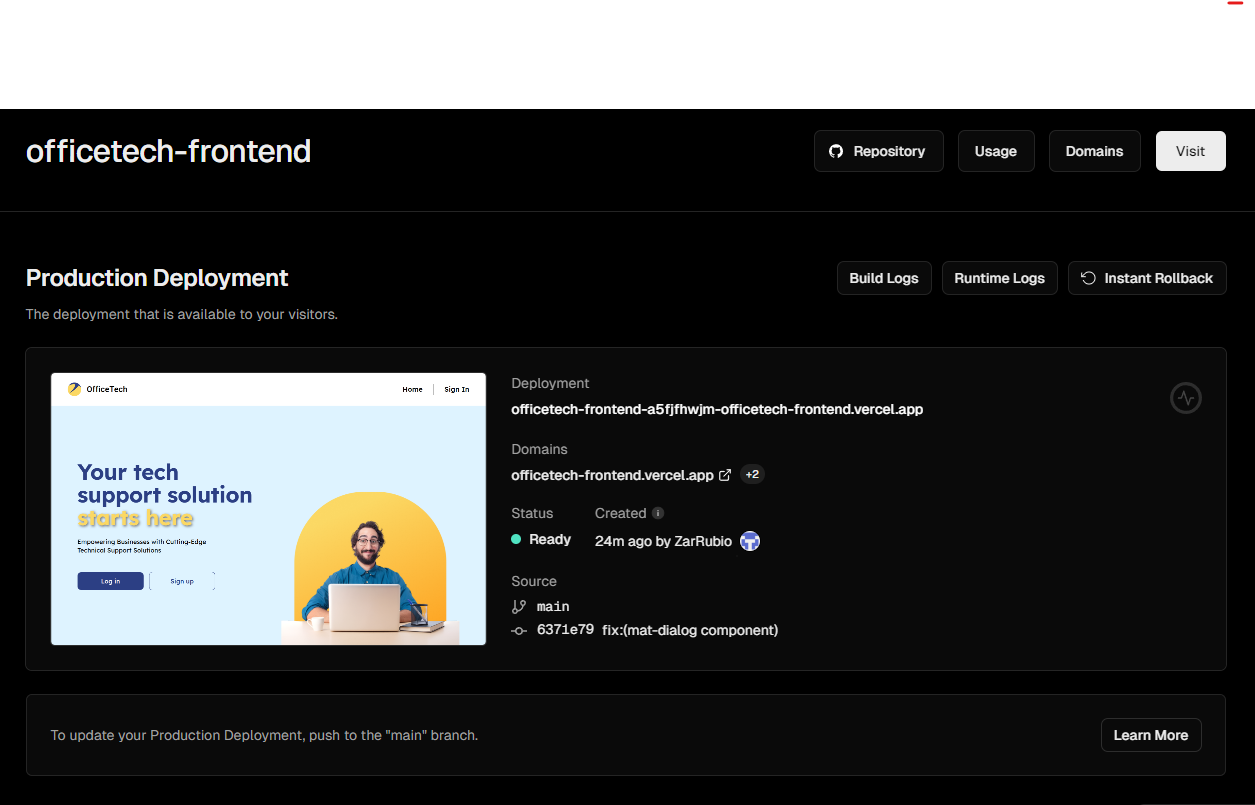 officetech-frontend
Repository
Usage
Domains
Visit
Production Deployment
Build Logs
Runtime Logs
Instant Rollback
The deployment that is available to your visitors.
OfficeTech
Home
Sign In
Your tech
support solution
starts here
Empowering Businesses with Cutting-Edge
Technical Support Solutions
Log in
Sign up
Deployment
officetech-frontend-a5fjfhwjm-officetech-frontend.vercel.app
Domains
officetech-frontend.vercel.app +2
Status
Created
Ready
24m ago by ZarRubio
Source
main
6371e79 fix:(mat-dialog component)
To update your Production Deployment, push to the "main" branch.
Learn More